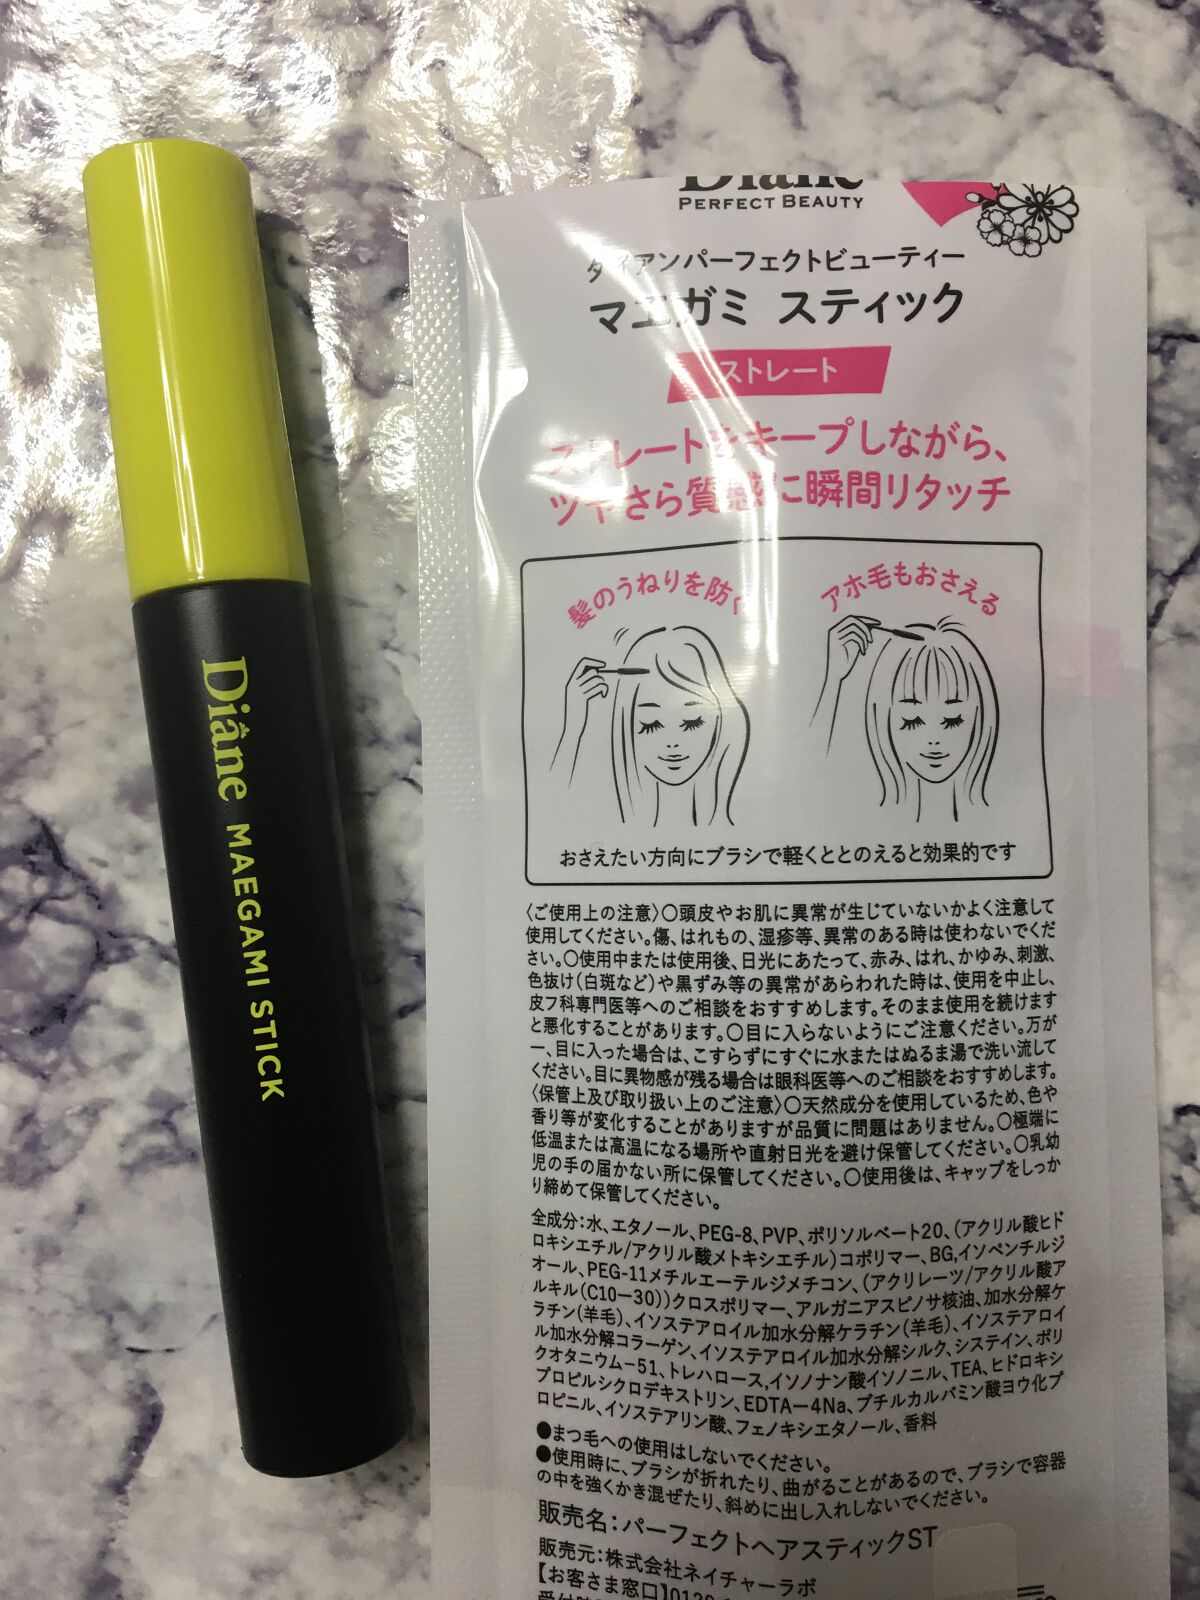 Diane
MAEGAMI STICK
Diane
PERFECT BEAUTY
ダイアンパーフェクトビューティー
マエガミ スティック
ストレート
ストレートをキープしながら、
ツヤさら質感に瞬間リタッチ
髪のうねりを防ぐ
アホ毛もおさえる
おさえたい方向にブラシで軽くととのえると効果的です
〈ご使用上の注意〉〇頭皮やお肌に異常が生じていないかよく注意して
使用してください。傷、はれもの、湿疹等、異常のある時は使わないでくだ
さい。〇使用中または使用後、日光にあたって、赤み、はれ、かゆみ、刺激、
色抜け(白斑など)や黒ずみ等の異常があらわれた時は、使用を中止し、
皮フ科専門医等へのご相談をおすすめします。そのまま使用を続けます
と悪化することがあります。〇目に入らないようにご注意ください。万が
一、目に入った場合は、こすらずにすぐに水またはぬるま湯で洗い流して
ください。目に異物感が残る場合は眼科医等へのご相談をおすすめします。
〈保管上及び取り扱い上のご注意〉〇天然成分を使用しているため、色や
香り等が変化することがありますが品質に問題はありません。〇極端に
低温または高温になる場所や直射日光を避け保管してください。〇乳幼
児の手の届かない所に保管してください。〇使用後は、キャップをしっか
り締めて保管してください。
全成分:水、エタノール、PEG-8、PVP、ポリソルベート20、(アクリル酸ヒド
ロキシエチル/アクリル酸メトキシエチル)コポリマー、BG,イソペンチルジ
オール、PEG-11メチルエーテルジメチコン、(アクリレーツ/アクリル酸ア
ルキル(C10ー30))クロスポリマー、アルガニアスピノサ核油、加水分解ケ
ラチン(羊毛)、イソステアロイル加水分解ケラチン(羊毛)、イソステアロイ
ル加水分解コラーゲン、イソステアロイル加水分解シルク、システイン、ポリ
クオタニウム-51、トレハロース,イソノナン酸イソノニル、TEA、ヒドロキシ
プロピルシクロデキストリン、EDTAー4Na、ブチルカルバミン酸ヨウ化プ
ロピニル、イソステアリン酸、フェノキシエタノール、香料
●まつ毛への使用はしないでください。
●使用時に、ブラシが折れたり、曲がることがあるので、ブラシで容器
の中を強くかき混ぜたり、斜めに出し入れしないでください。
販売名:パーフェクトヘアスティックST
販売元:株式会社ネイチャーラボ
【お客さま窓口】0120